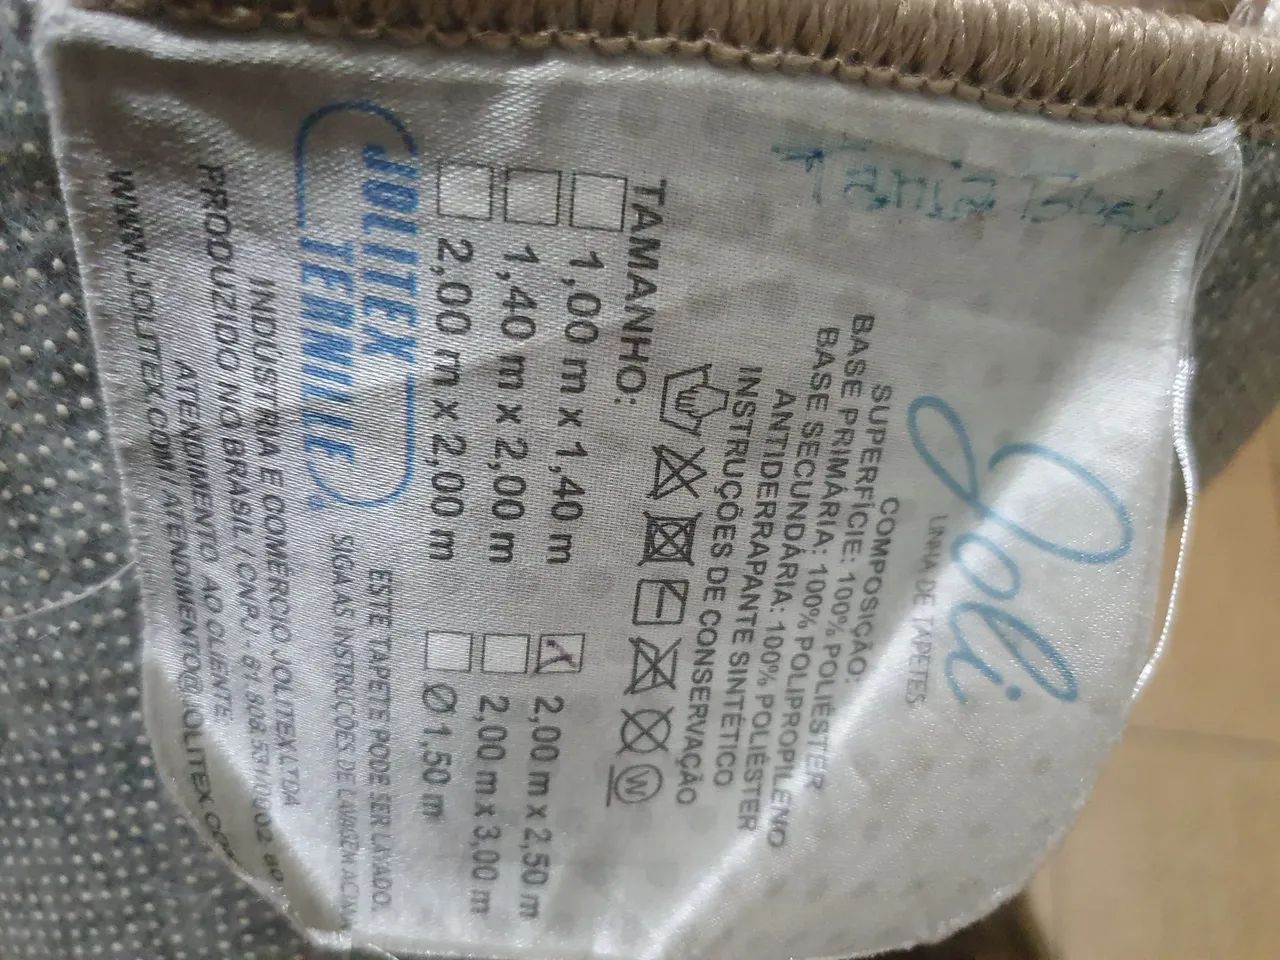 Joli
LINHA DE TAPETES
COMPOSIÇÃO:
SUPERFÍCIE: 100% POLIÉSTER
BASE PRIMÁRIA: 100% POLIPROPILENO
BASE SECUNDÁRIA: 100% POLIÉSTER
ANTIDERRAPANTE SINTÉTICO
INSTRUÇÕES DE CONSERVAÇÃO
W
TAMANHO:
1,00 m x 1,40 m
2,00 m x 2,50 m
1,40 m x 2,00 m
2,00 m x 3,00 m
2,00 m x 2,00 m
Ø 1,50 m
JOLITEX
TERNILLE
ESTE TAPETE PODE SER LAVADO.
SIGA AS INSTRUÇÕES DE LAVAGEM ACIMA
INDUSTRIA E COMERCIO JOLITEX LTDA
PRODUZIDO NO BRASIL / CNPJ -
ATENDIMENTO AO CLIENTE
WWW.JOLITEX.COM / ATENDIMENTO@JOLITEX.CO